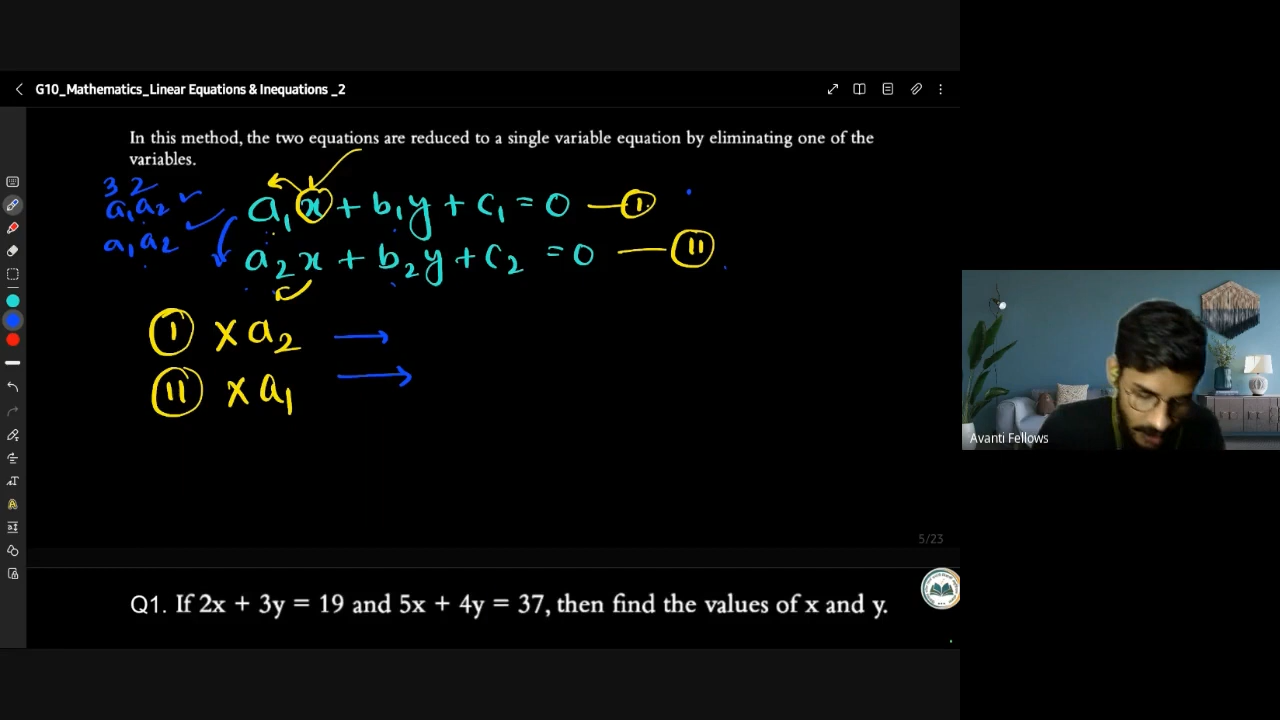 G10_Mathematics_Linear Equations & Inequations _2
In this method, the two equations are reduced to a single variable equation by eliminating one of the
variables.
3 2
a₁a₂
a₁x + b₁y + c₁ = 0 — I
a₁a₂
a₂x + b₂y + c₂ = 0 — II
I × a₂ →
II × a₁ →
Avanti Fellows
5/23
Q1. If 2x + 3y = 19 and 5x + 4y = 37, then find the values of x and y.